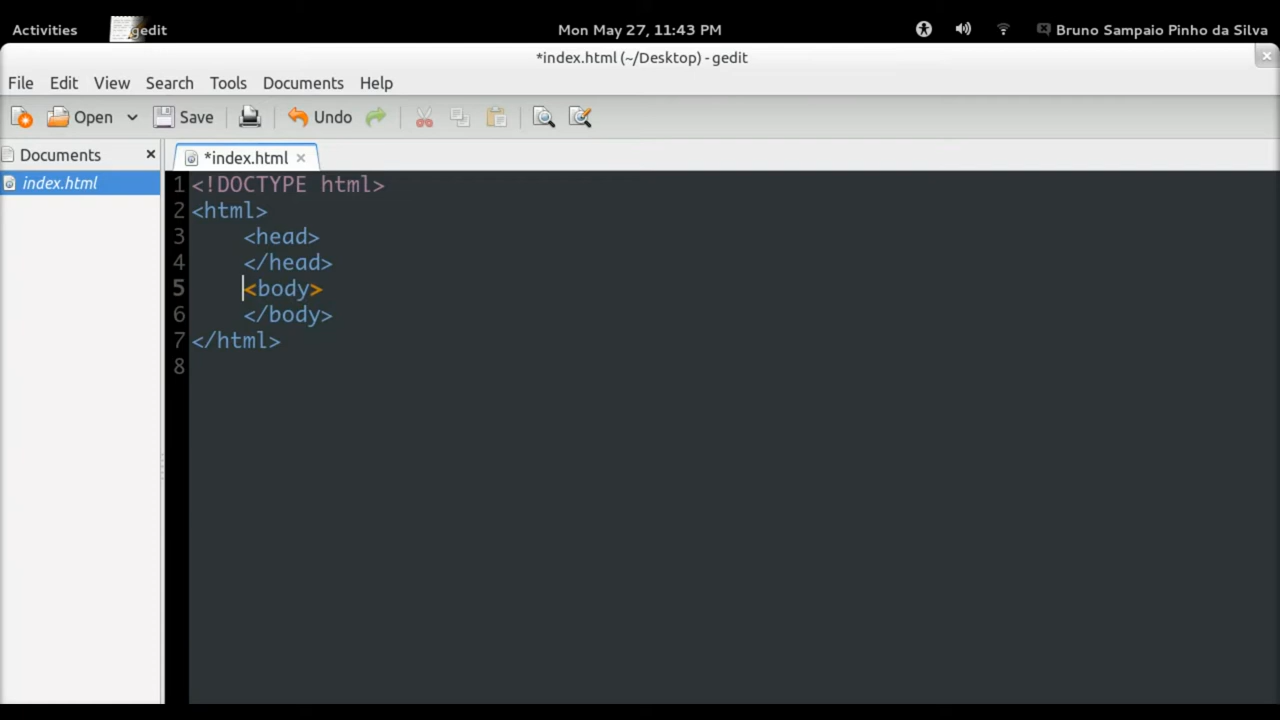 Activities gedit Mon May 27, 11:43 PM Bruno Sampaio Pinho da Silva
*index.html (~/Desktop) - gedit
File Edit View Search Tools Documents Help
Open Save Undo
Documents
index.html
*index.html
1 <!DOCTYPE html>
2 <html>
3     <head>
4     </head>
5     <body>
6     </body>
7 </html>
8